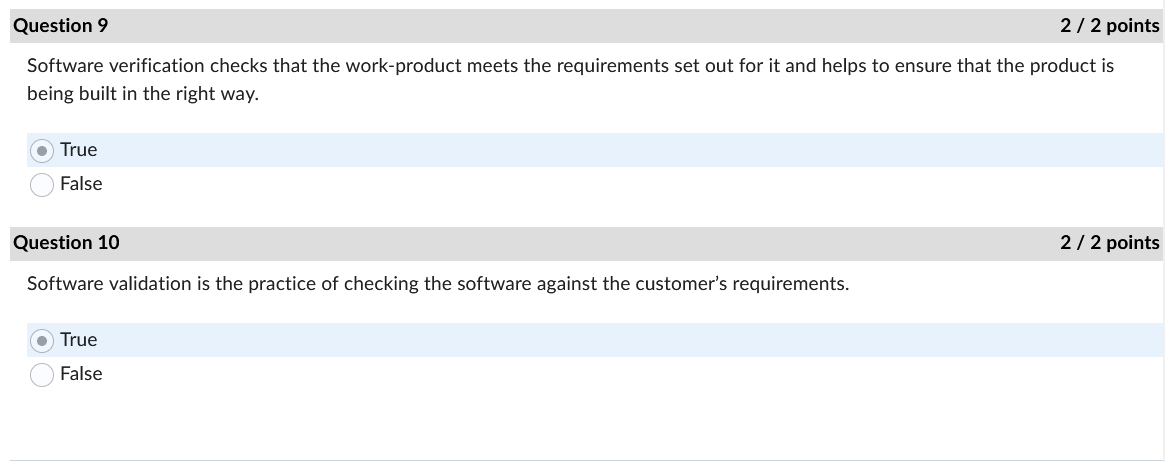 Question 9 2 / 2 points
Software verification checks that the work-product meets the requirements set out for it and helps to ensure that the product is
being built in the right way.
True
False
Question 10 2 / 2 points
Software validation is the practice of checking the software against the customer’s requirements.
True
False